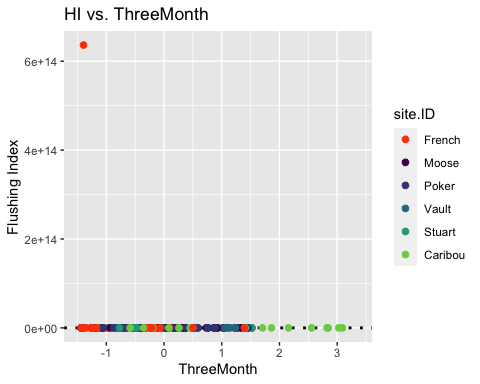 HI vs. ThreeMonth
6e+14
4e+14
2e+14
0e+00
Flushing Index
-1
0
1
2
3
ThreeMonth
site.ID
French
Moose
Poker
Vault
Stuart
Caribou